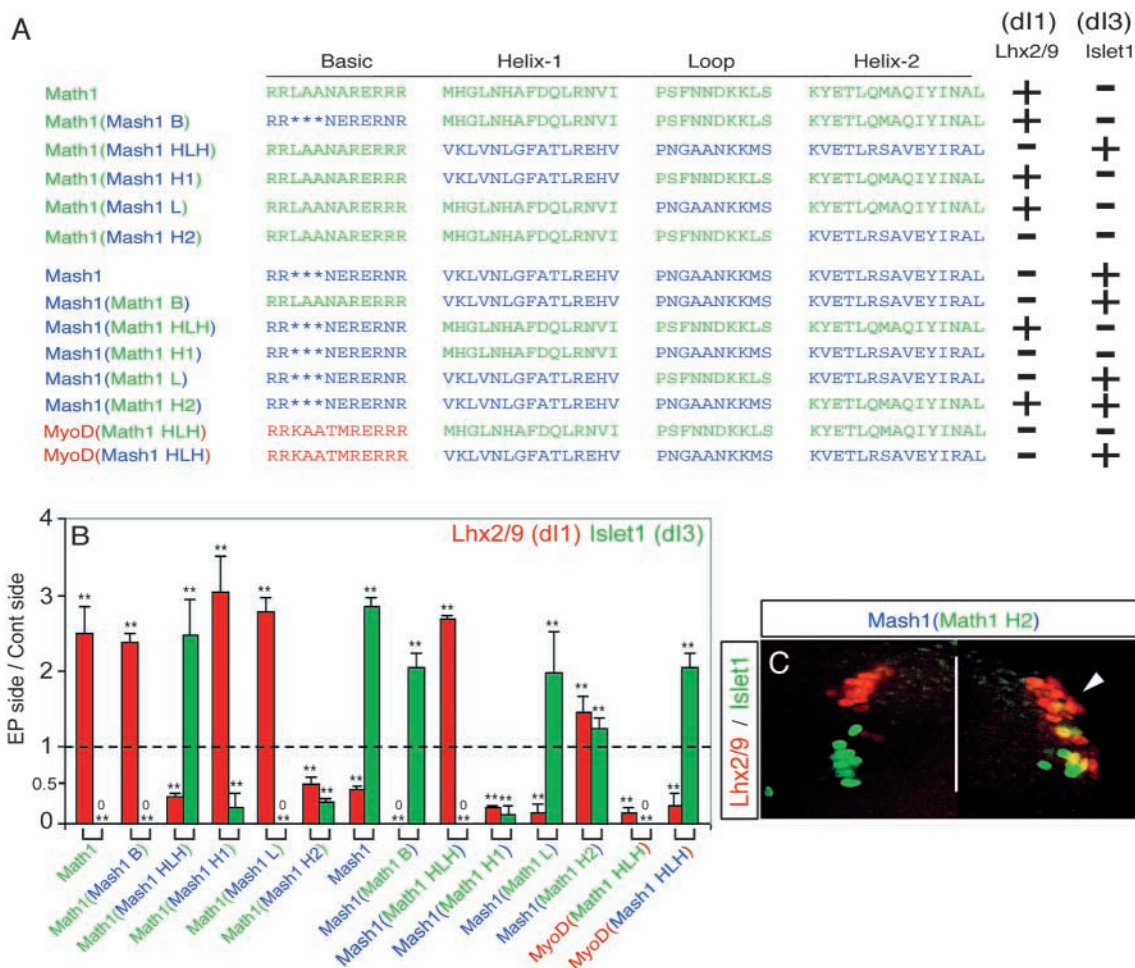 A
(dI1) (dI3)
Basic Helix-1 Loop Helix-2 Lhx2/9 Islet1
Math1 RRLAANARERRR MHGLNHAFDQLRNVI PSFNNDKKLS KYETLQMAQIYINAL + -
Math1(Mash1 B) RR***NERERNR MHGLNHAFDQLRNVI PSFNNDKKLS KYETLQMAQIYINAL + -
Math1(Mash1 HLH) RRLAANARERRR VKLVNLGFATLREHV PNGAANKKMS KVETLRSAVEYIRAL - +
Math1(Mash1 H1) RRLAANARERRR VKLVNLGFATLREHV PSFNNDKKLS KYETLQMAQIYINAL + -
Math1(Mash1 L) RRLAANARERRR MHGLNHAFDQLRNVI PNGAANKKMS KYETLQMAQIYINAL + -
Math1(Mash1 H2) RRLAANARERRR MHGLNHAFDQLRNVI PSFNNDKKLS KVETLRSAVEYIRAL - -
Mash1 RR***NERERNR VKLVNLGFATLREHV PNGAANKKMS KVETLRSAVEYIRAL - +
Mash1(Math1 B) RRLAANARERRR VKLVNLGFATLREHV PNGAANKKMS KVETLRSAVEYIRAL - +
Mash1(Math1 HLH) RR***NERERNR MHGLNHAFDQLRNVI PSFNNDKKLS KYETLQMAQIYINAL + -
Mash1(Math1 H1) RR***NERERNR MHGLNHAFDQLRNVI PNGAANKKMS KVETLRSAVEYIRAL - -
Mash1(Math1 L) RR***NERERNR VKLVNLGFATLREHV PSFNNDKKLS KVETLRSAVEYIRAL - +
Mash1(Math1 H2) RR***NERERNR VKLVNLGFATLREHV PNGAANKKMS KYETLQMAQIYINAL + +
MyoD(Math1 HLH) RRKAATMRERRR MHGLNHAFDQLRNVI PSFNNDKKLS KYETLQMAQIYINAL - -
MyoD(Mash1 HLH) RRKAATMRERRR VKLVNLGFATLREHV PNGAANKKMS KVETLRSAVEYIRAL - +
B
Lhx2/9 (dI1) Islet1 (dI3)
EP side / Cont side
4
3
2
1
0.5
0
** 0 ** ** 0 ** ** ** ** ** ** 0 ** ** ** ** ** 0 ** ** ** 0 ** ** ** ** ** ** ** ** 0 ** ** **
Math1
Math1(Mash1 B)
Math1(Mash1 HLH)
Math1(Mash1 H1)
Math1(Mash1 L)
Math1(Mash1 H2)
Mash1
Mash1(Math1 B)
Mash1(Math1 HLH)
Mash1(Math1 H1)
Mash1(Math1 L)
Mash1(Math1 H2)
MyoD(Math1 HLH)
MyoD(Mash1 HLH)
Mash1(Math1 H2)
C
Lhx2/9 / Islet1